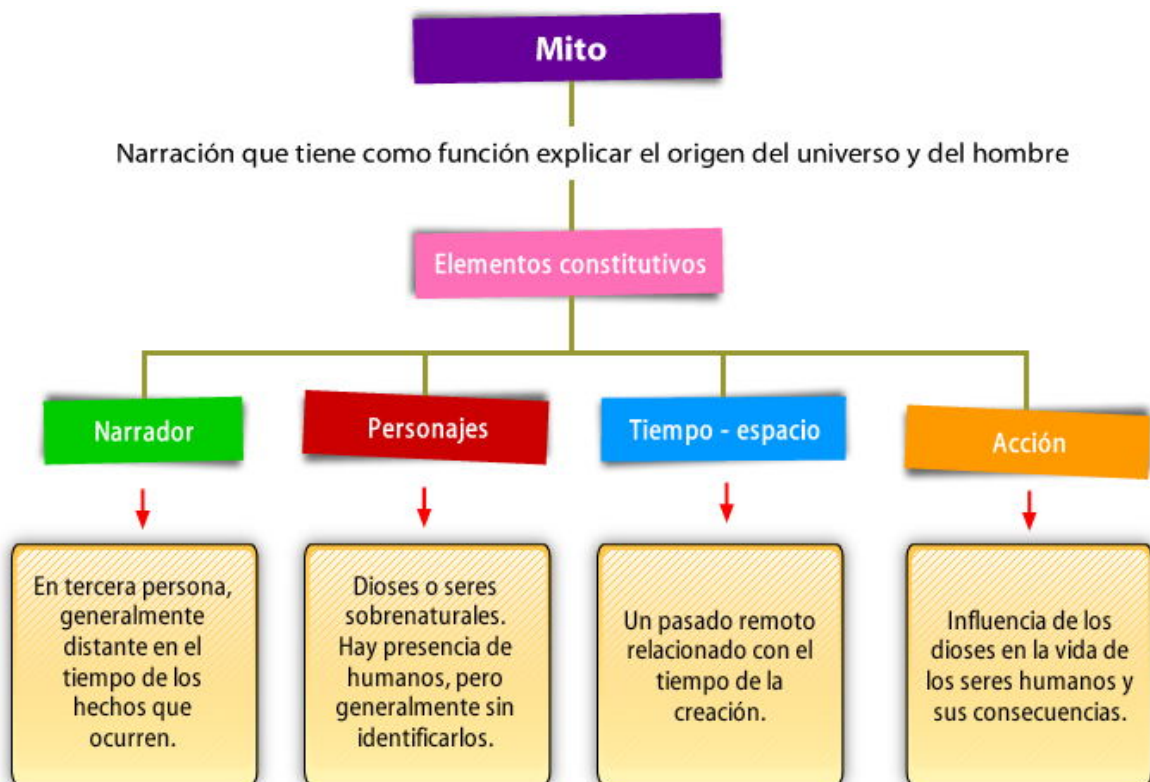 Mito
Narración que tiene como función explicar el origen del universo y del hombre
Elementos constitutivos
Narrador
Personajes
Tiempo - espacio
Acción
En tercera persona,
generalmente
distante en el
tiempo de los
hechos que
ocurren.
Dioses o seres
sobrenaturales.
Hay presencia de
humanos, pero
generalmente sin
identificarlos.
Un pasado remoto
relacionado con el
tiempo de la
creación.
Influencia de los
dioses en la vida de
los seres humanos y
sus consecuencias.